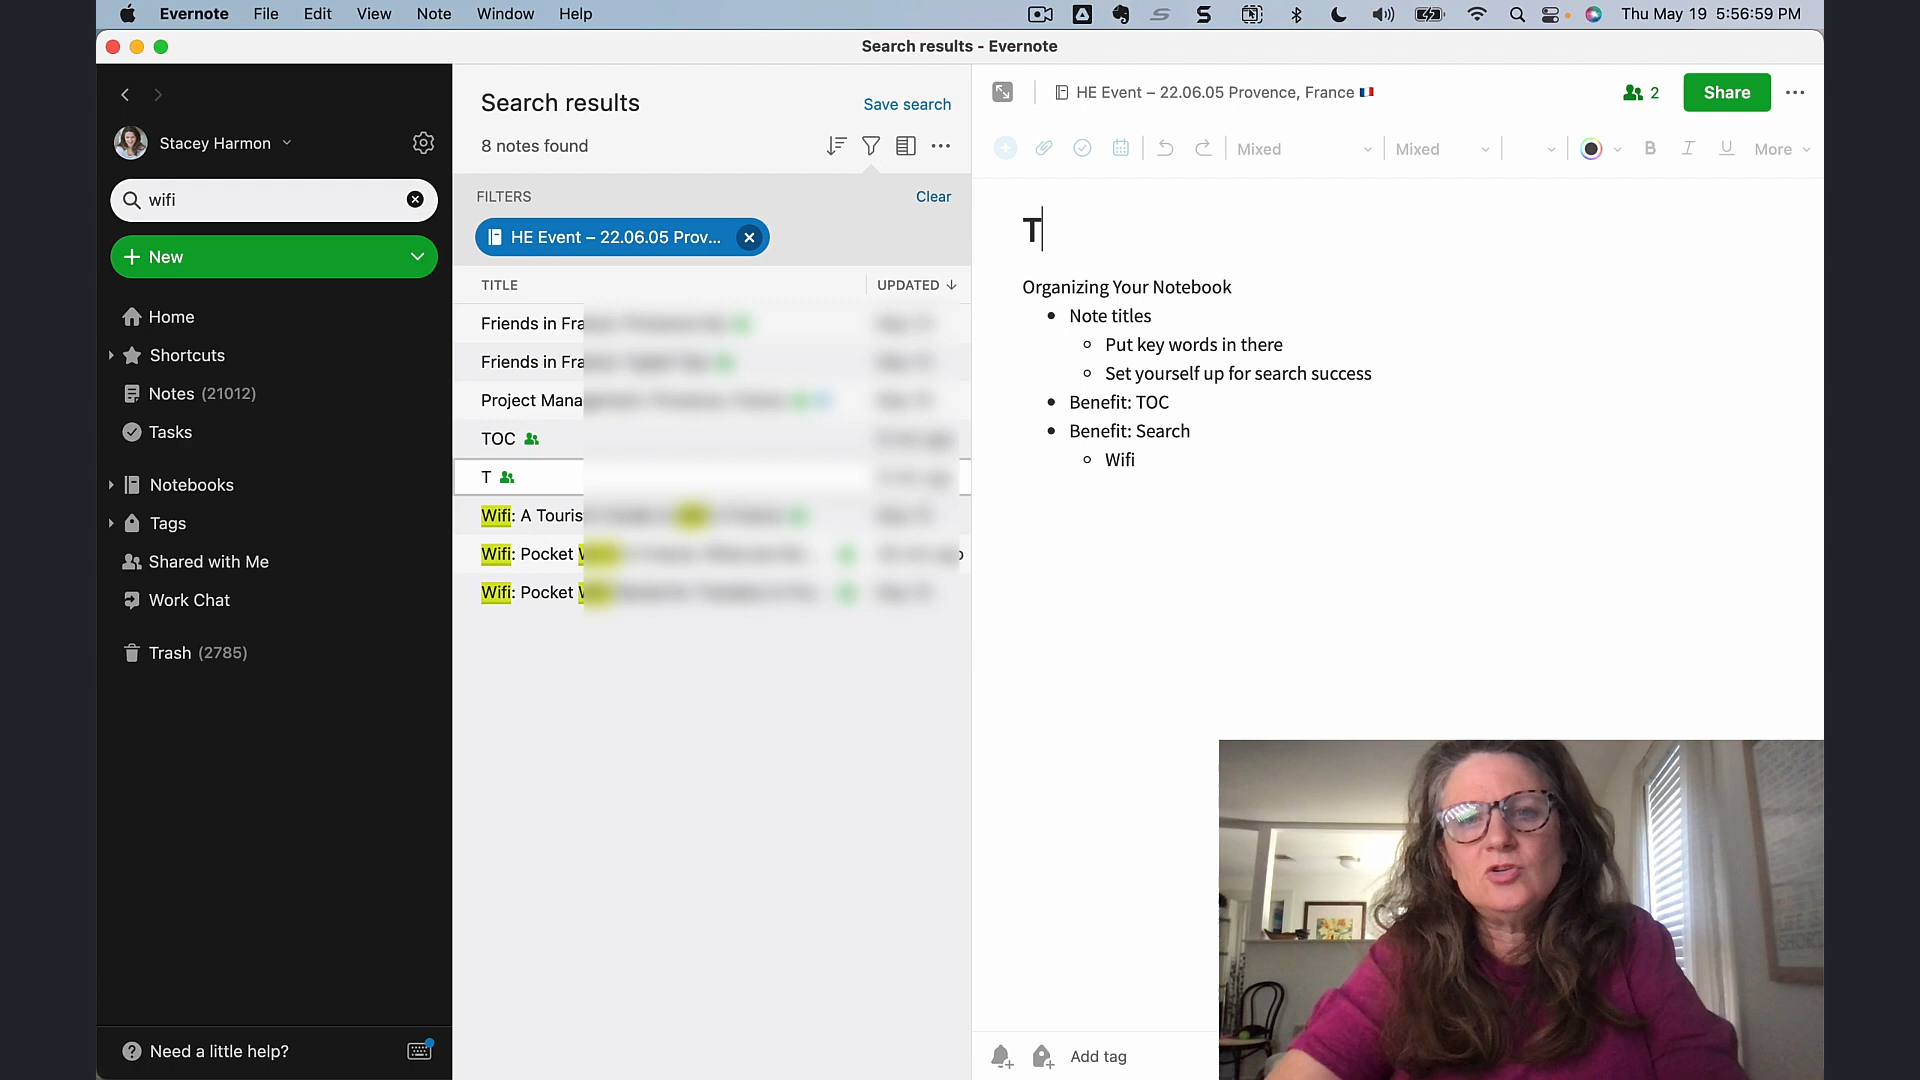 Evernote File Edit View Note Window Help Thu May 19 5:56:59 PM
Search results - Evernote
Stacey Harmon
wifi
New
Home
Shortcuts
Notes (21012)
Tasks
Notebooks
Tags
Shared with Me
Work Chat
Trash (2785)
Need a little help?
Search results
Save search
8 notes found
FILTERS
Clear
HE Event – 22.06.05 Prov...
TITLE UPDATED
Friends in Fra
Friends in Fra
Project Mana
TOC
T
Wifi: A Touris
Wifi: Pocket W
Wifi: Pocket W
HE Event – 22.06.05 Provence, France
2
Share
Mixed
Mixed
B I U More
T
Organizing Your Notebook
Note titles
Put key words in there
Set yourself up for search success
Benefit: TOC
Benefit: Search
Wifi
Add tag